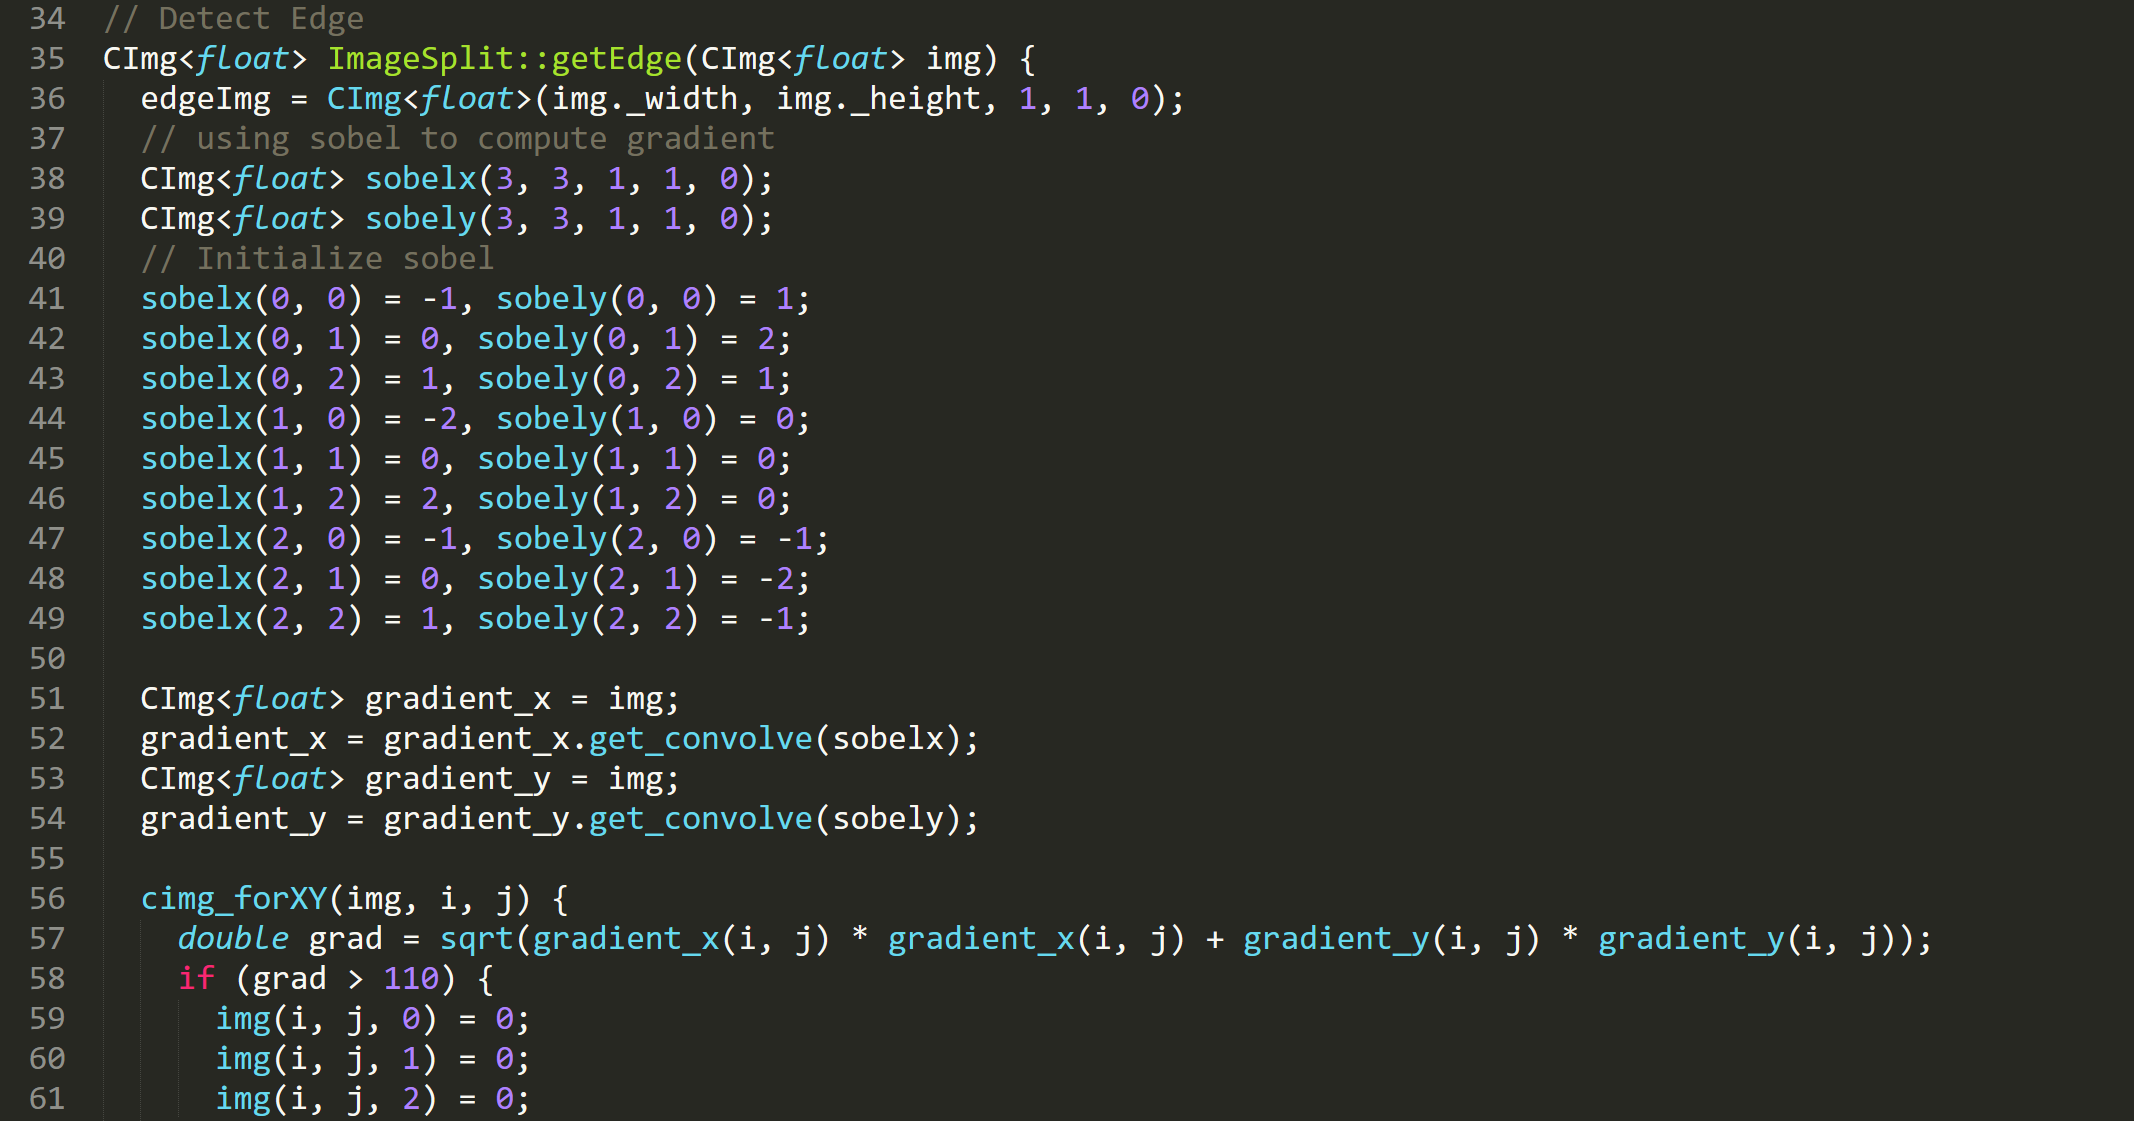 34 // Detect Edge
35 CImg<float> ImageSplit::getEdge(CImg<float> img) {
36   edgeImg = CImg<float>(img._width, img._height, 1, 1, 0);
37   // using sobel to compute gradient
38   CImg<float> sobelx(3, 3, 1, 1, 0);
39   CImg<float> sobely(3, 3, 1, 1, 0);
40   // Initialize sobel
41   sobelx(0, 0) = -1, sobely(0, 0) = 1;
42   sobelx(0, 1) = 0, sobely(0, 1) = 2;
43   sobelx(0, 2) = 1, sobely(0, 2) = 1;
44   sobelx(1, 0) = -2, sobely(1, 0) = 0;
45   sobelx(1, 1) = 0, sobely(1, 1) = 0;
46   sobelx(1, 2) = 2, sobely(1, 2) = 0;
47   sobelx(2, 0) = -1, sobely(2, 0) = -1;
48   sobelx(2, 1) = 0, sobely(2, 1) = -2;
49   sobelx(2, 2) = 1, sobely(2, 2) = -1;
50
51   CImg<float> gradient_x = img;
52   gradient_x = gradient_x.get_convolve(sobelx);
53   CImg<float> gradient_y = img;
54   gradient_y = gradient_y.get_convolve(sobely);
55
56   cimg_forXY(img, i, j) {
57     double grad = sqrt(gradient_x(i, j) * gradient_x(i, j) + gradient_y(i, j) * gradient_y(i, j));
58     if (grad > 110) {
59       img(i, j, 0) = 0;
60       img(i, j, 1) = 0;
61       img(i, j, 2) = 0;